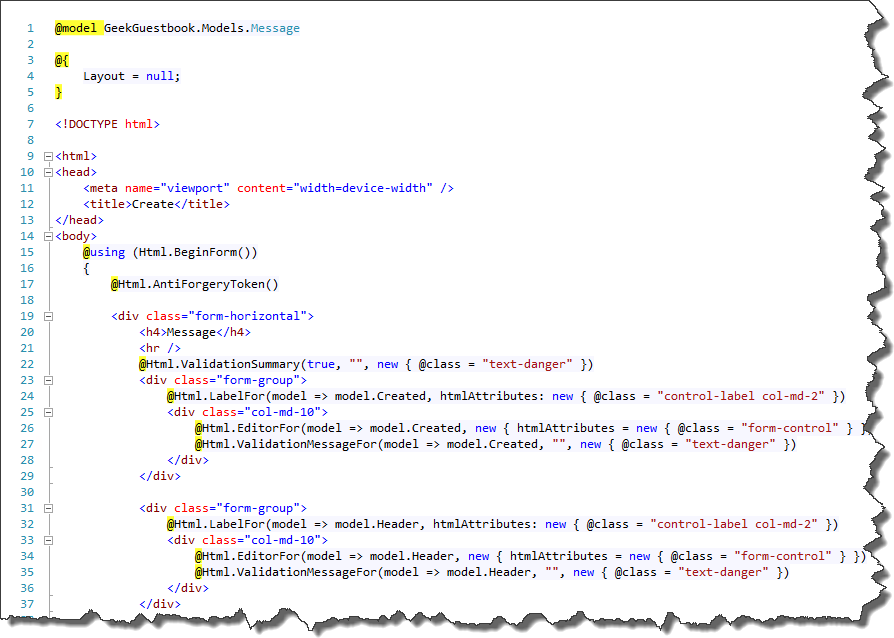 1 @model GeekGuestbook.Models.Message
2
3 @{
4     Layout = null;
5 }
6
7 <!DOCTYPE html>
8
9 <html>
10 <head>
11     <meta name="viewport" content="width=device-width" />
12     <title>Create</title>
13 </head>
14 <body>
15     @using (Html.BeginForm())
16     {
17         @Html.AntiForgeryToken()
18
19         <div class="form-horizontal">
20             <h4>Message</h4>
21             <hr />
22             @Html.ValidationSummary(true, "", new { @class = "text-danger" })
23             <div class="form-group">
24                 @Html.LabelFor(model => model.Created, htmlAttributes: new { @class = "control-label col-md-2" })
25                 <div class="col-md-10">
26                     @Html.EditorFor(model => model.Created, new { htmlAttributes = new { @class = "form-control" } }
27                     @Html.ValidationMessageFor(model => model.Created, "", new { @class = "text-danger" })
28                 </div>
29             </div>
30
31             <div class="form-group">
32                 @Html.LabelFor(model => model.Header, htmlAttributes: new { @class = "control-label col-md-2" })
33                 <div class="col-md-10">
34                     @Html.EditorFor(model => model.Header, new { htmlAttributes = new { @class = "form-control" } })
35                     @Html.ValidationMessageFor(model => model.Header, "", new { @class = "text-danger" })
36                 </div>
37             </div>